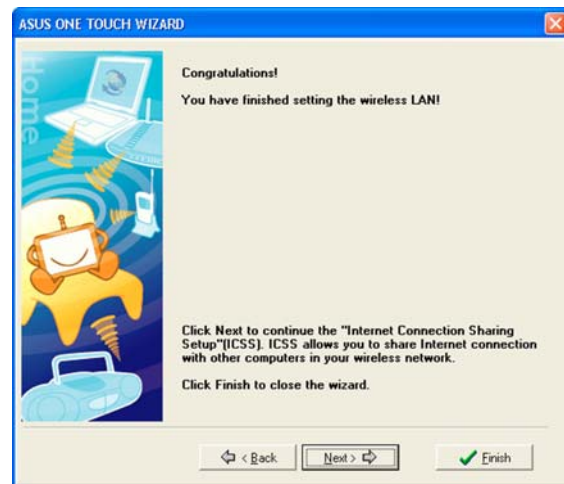 ASUS ONE TOUCH WIZARD
Home
Congratulations!
You have finished setting the wireless LAN!
Click Next to continue the "Internet Connection Sharing
Setup"(ICSS). ICSS allows you to share Internet connection
with other computers in your wireless network.
Click Finish to close the wizard.
< Back
Next >
Finish